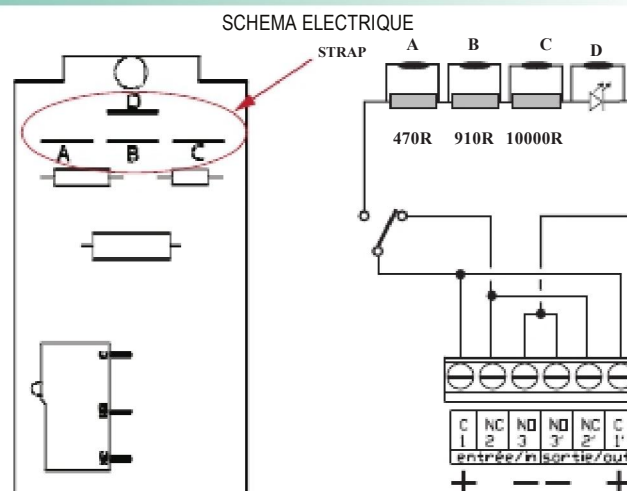 SCHEMA ELECTRIQUE
STRAP
A B C D
470R 910R 10000R
D
A B C
C NC NO NO NC C
1 2 3 3' 2' 1'
entrée/in sortie/out
+ − − +